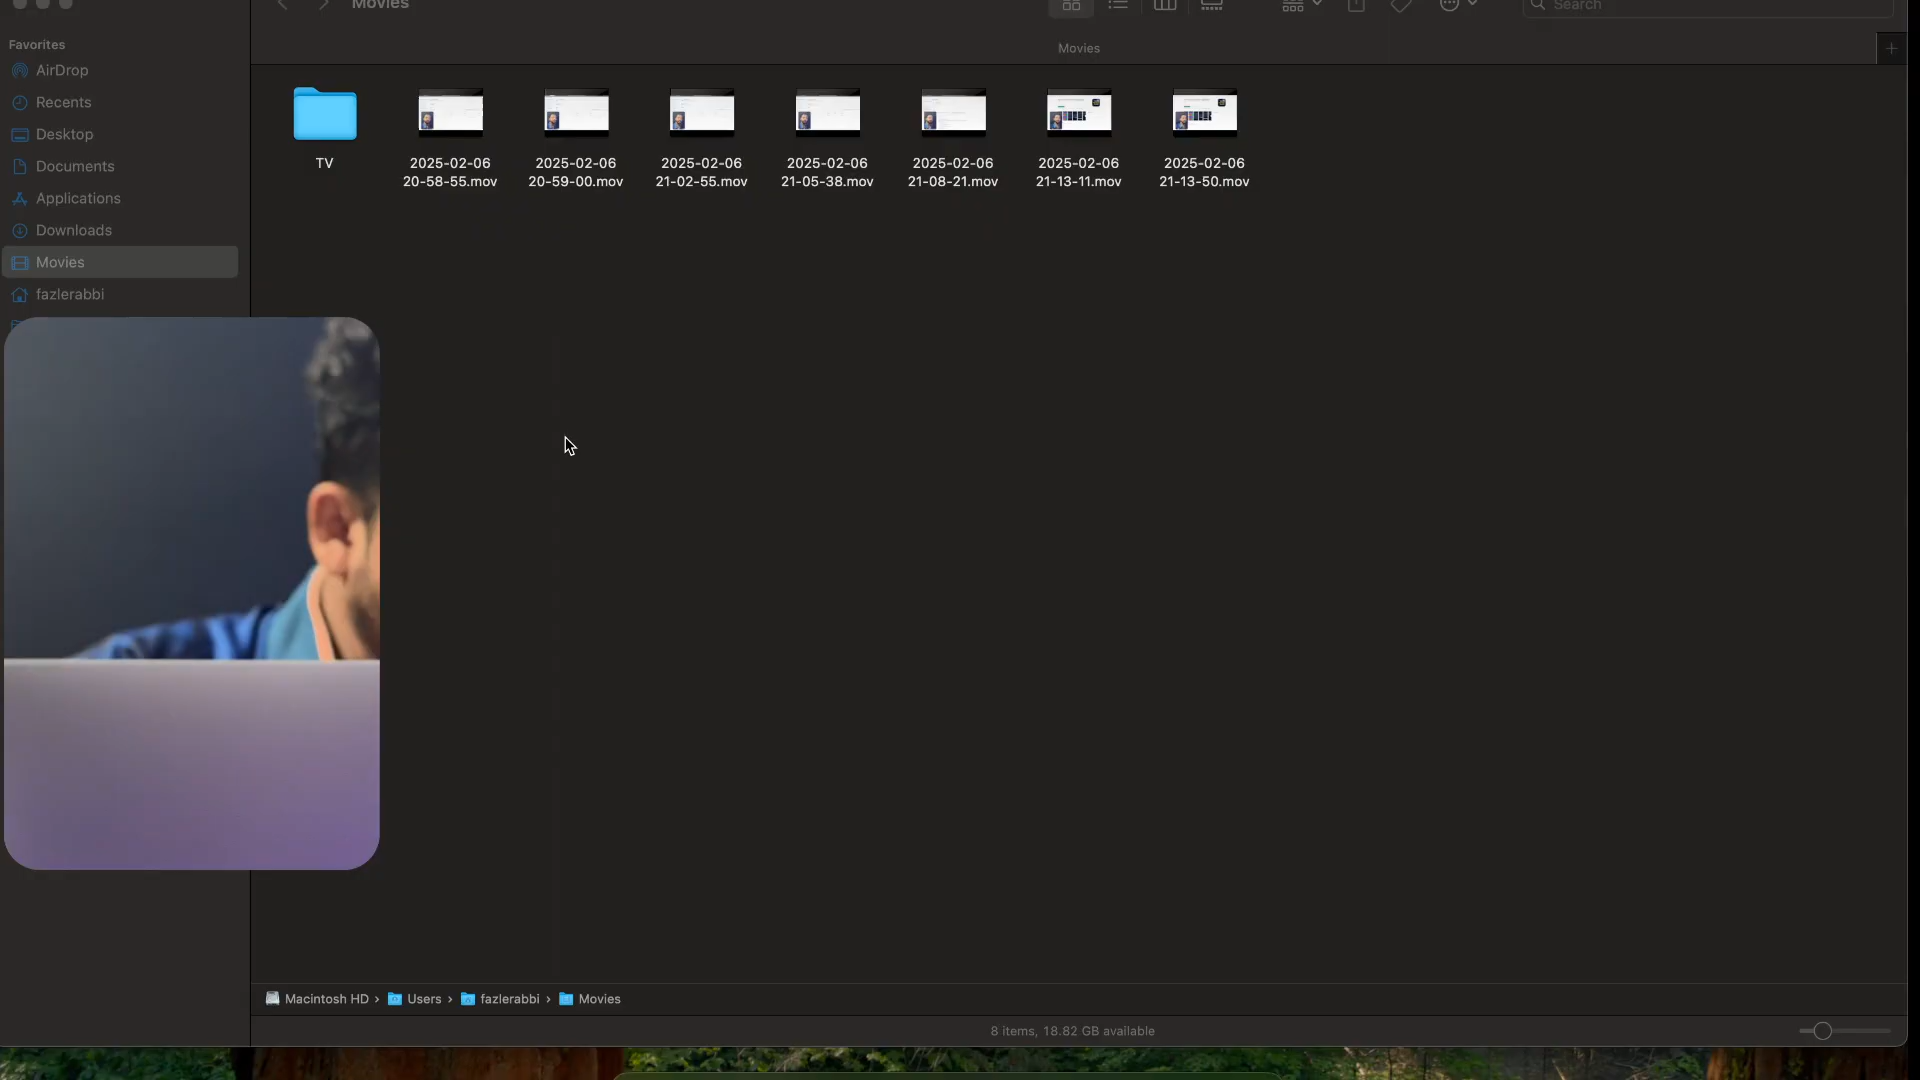 Movies
Search
Movies
Favorites
AirDrop
Recents
Desktop
Documents
Applications
Downloads
Movies
fazlerabbi
TV
2025-02-06
20-58-55.mov
2025-02-06
20-59-00.mov
2025-02-06
21-02-55.mov
2025-02-06
21-05-38.mov
2025-02-06
21-08-21.mov
2025-02-06
21-13-11.mov
2025-02-06
21-13-50.mov
Macintosh HD › Users › fazlerabbi › Movies
8 items, 18.82 GB available